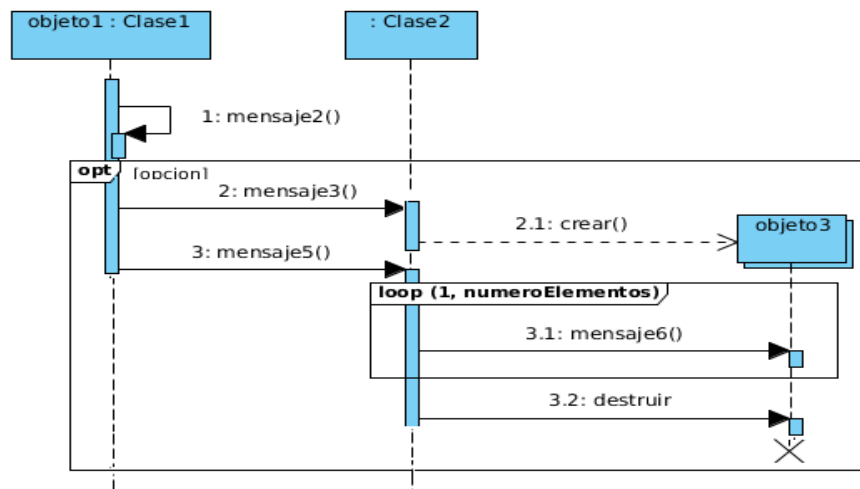 objeto1 : Clase1
: Clase2
1: mensaje2()
opt
[opcion]
2: mensaje3()
2.1: crear()
objeto3
3: mensaje5()
loop (1, numeroElementos)
3.1: mensaje6()
3.2: destruir